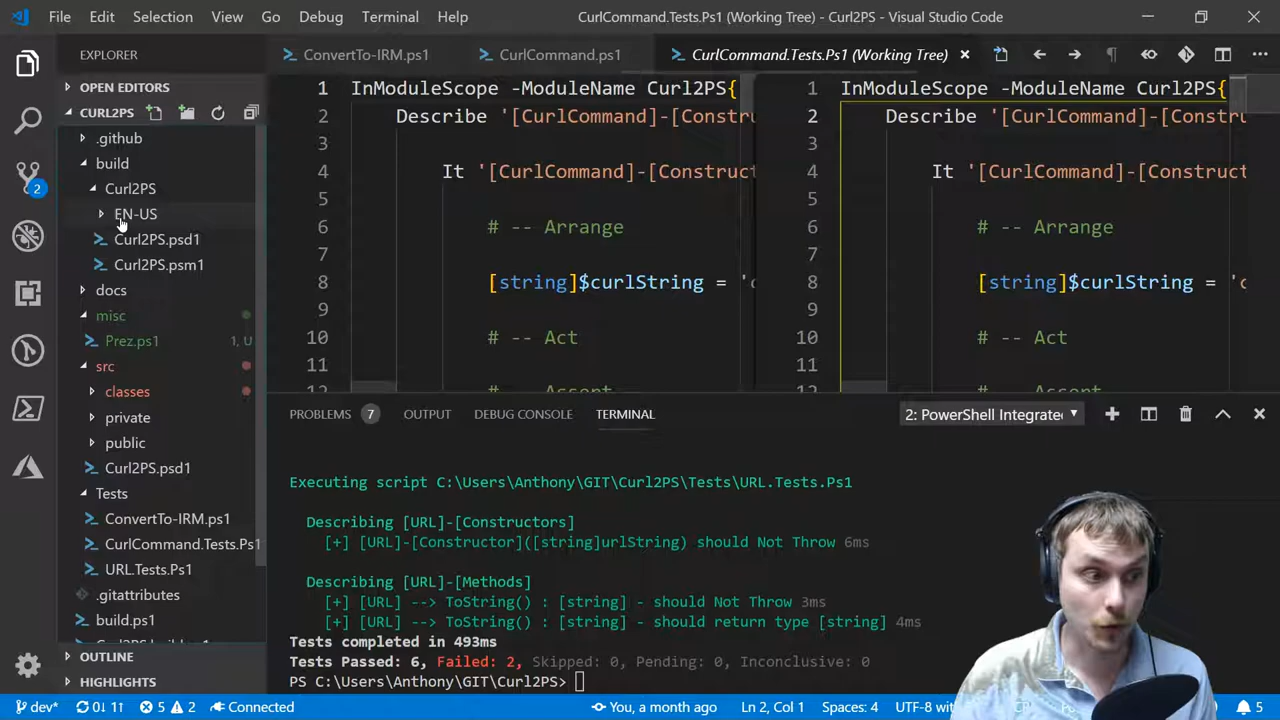 File Edit Selection View Go Debug Terminal Help CurlCommand.Tests.Ps1 (Working Tree) - Curl2PS - Visual Studio Code
EXPLORER
ConvertTo-IRM.ps1 CurlCommand.ps1 CurlCommand.Tests.Ps1 (Working Tree)
OPEN EDITORS
CURL2PS
.github
build
Curl2PS
EN-US
Curl2PS.psd1
Curl2PS.psm1
docs
misc
Prez.ps1 1, U
src
classes
private
public
Curl2PS.psd1
Tests
ConvertTo-IRM.ps1
CurlCommand.Tests.Ps1
URL.Tests.Ps1
.gitattributes
build.ps1
OUTLINE
HIGHLIGHTS
2
1 InModuleScope -ModuleName Curl2PS{
2 Describe '[CurlCommand]-[Constru
3
4 It '[CurlCommand]-[Construct
5
6 # -- Arrange
7
8 [string]$curlString = 'c
9
10 # -- Act
11
12 # -- Assert
1 InModuleScope -ModuleName Curl2PS{
2 Describe '[CurlCommand]-[Constru
3
4 It '[CurlCommand]-[Construct
5
6 # -- Arrange
7
8 [string]$curlString = 'c
9
10 # -- Act
11
12 # -- Assert
PROBLEMS 7 OUTPUT DEBUG CONSOLE TERMINAL 2: PowerShell Integrate
Executing script C:\Users\Anthony\GIT\Curl2PS\Tests\URL.Tests.Ps1
Describing [URL]-[Constructors]
[+] [URL]-[Constructor]([string]urlString) should Not Throw 6ms
Describing [URL]-[Methods]
[+] [URL] --> ToString() : [string] - should Not Throw 3ms
[+] [URL] --> ToString() : [string] - should return type [string] 4ms
Tests completed in 493ms
Tests Passed: 6, Failed: 2, Skipped: 0, Pending: 0, Inconclusive: 0
PS C:\Users\Anthony\GIT\Curl2PS>
dev* 0↓ 1↑ 5 2 Connected You, a month ago Ln 2, Col 1 Spaces: 4 UTF-8 5